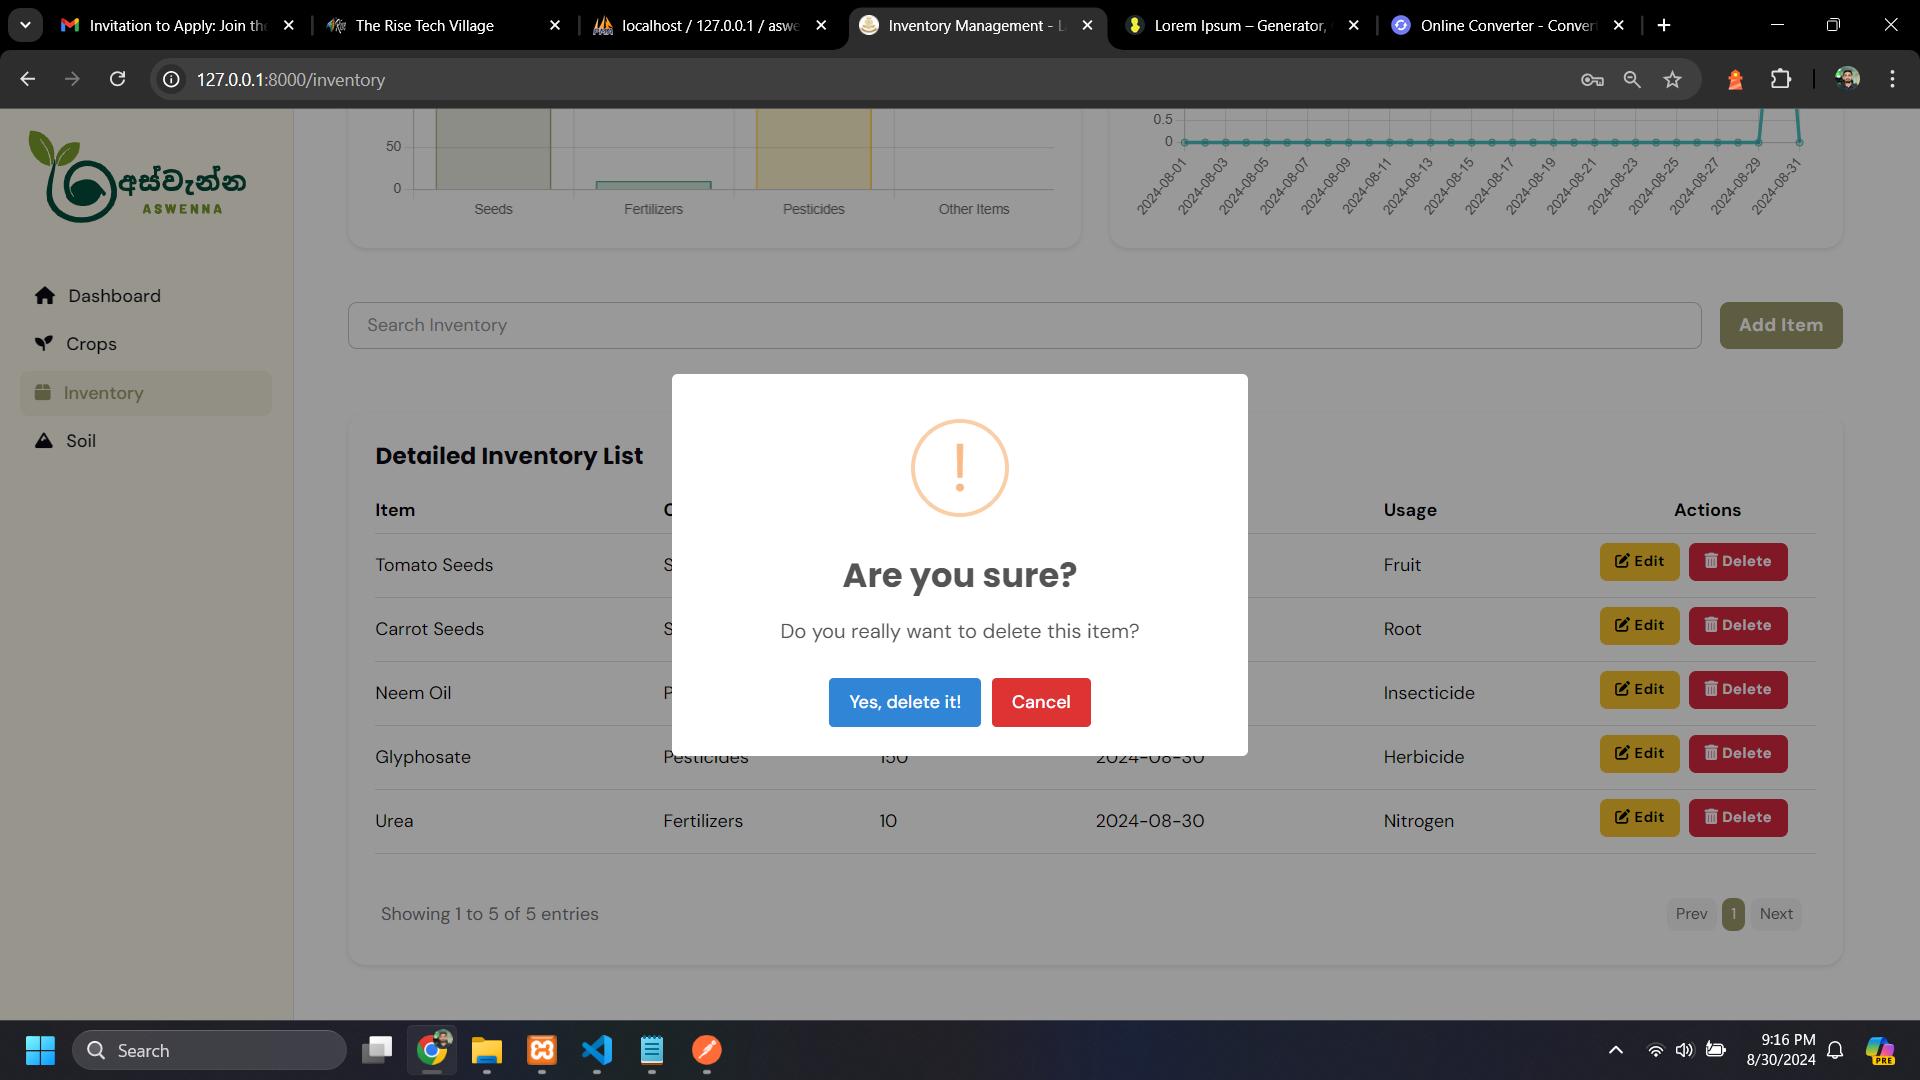 Invitation to Apply: Join the
The Rise Tech Village
localhost / 127.0.0.1 / aswe
Inventory Management - L
Lorem Ipsum – Generator,
Online Converter - Conver
127.0.0.1:8000/inventory
අස්වැන්න
ASWENNA
Dashboard
Crops
Inventory
Soil
50
0
Seeds Fertilizers Pesticides Other Items
0.5
0
2024-08-01 2024-08-03 2024-08-05 2024-08-07 2024-08-09 2024-08-11 2024-08-13 2024-08-15 2024-08-17 2024-08-19 2024-08-21 2024-08-23 2024-08-25 2024-08-27 2024-08-29 2024-08-31
Search Inventory
Add Item
Detailed Inventory List
Item Usage Actions
Tomato Seeds S Fruit Edit Delete
Carrot Seeds S Root Edit Delete
Neem Oil P Insecticide Edit Delete
Glyphosate Pesticides 150 2024-08-30 Herbicide Edit Delete
Urea Fertilizers 10 2024-08-30 Nitrogen Edit Delete
Showing 1 to 5 of 5 entries
Prev 1 Next
!
Are you sure?
Do you really want to delete this item?
Yes, delete it!
Cancel
Search
9:16 PM
8/30/2024
PRE